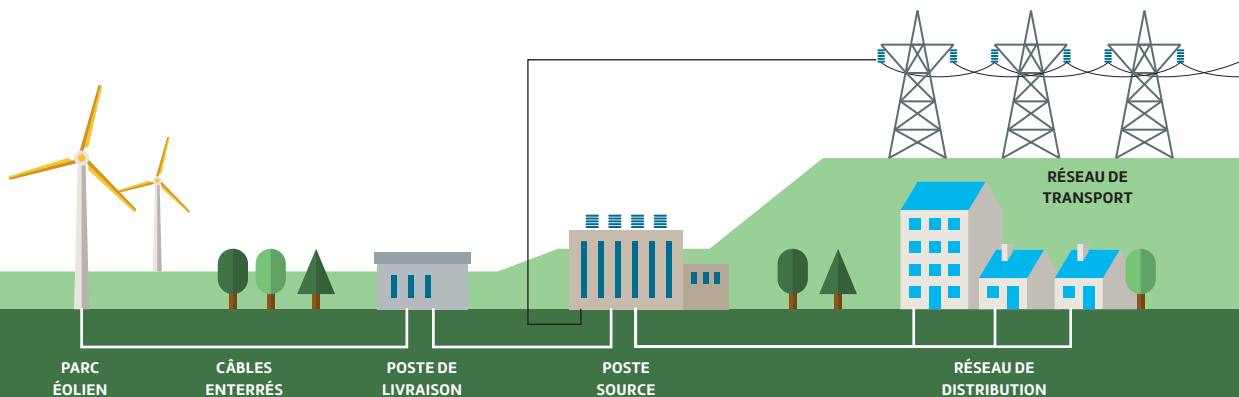 RÉSEAU DE
TRANSPORT
PARC
ÉOLIEN
CÂBLES
ENTERRÉS
POSTE DE
LIVRAISON
POSTE
SOURCE
RÉSEAU DE
DISTRIBUTION